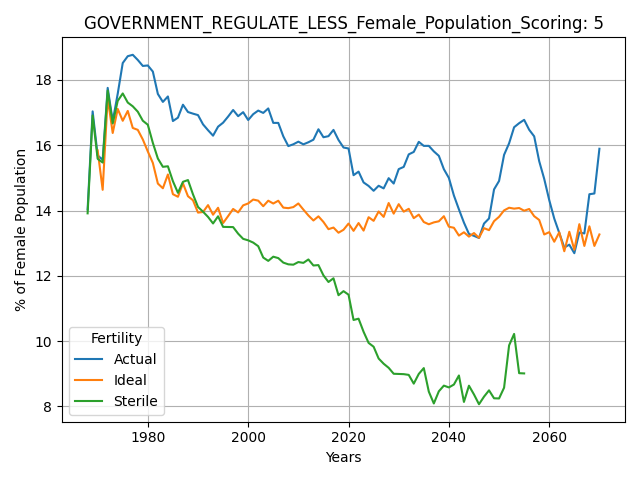 GOVERNMENT_REGULATE_LESS_Female_Population_Scoring: 5
% of Female Population
18
16
14
12
10
8
Fertility
Actual
Ideal
Sterile
1980
2000
2020
2040
2060
Years